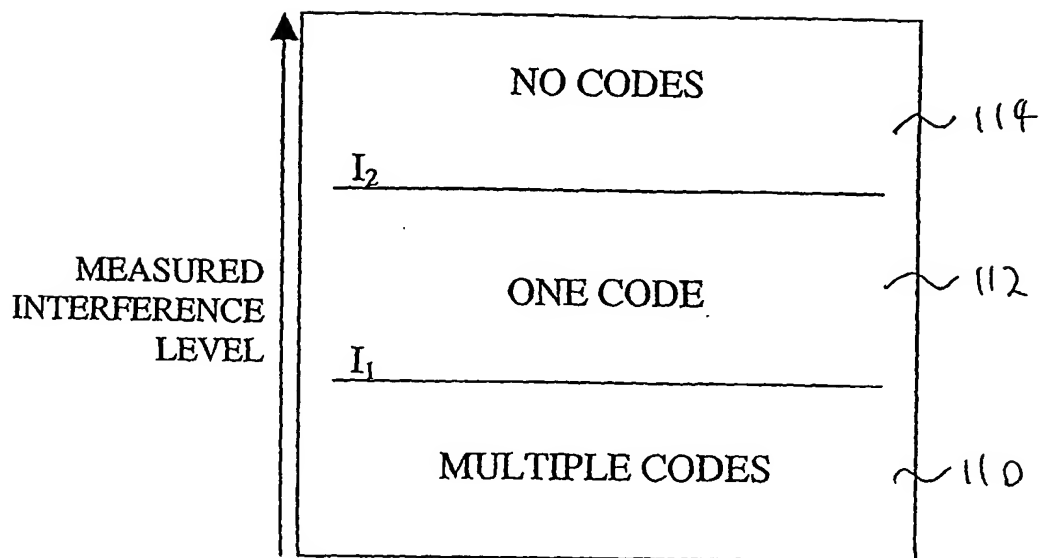 NO CODES
114
I₂
MEASURED
INTERFERENCE
LEVEL
ONE CODE
112
I₁
MULTIPLE CODES
110